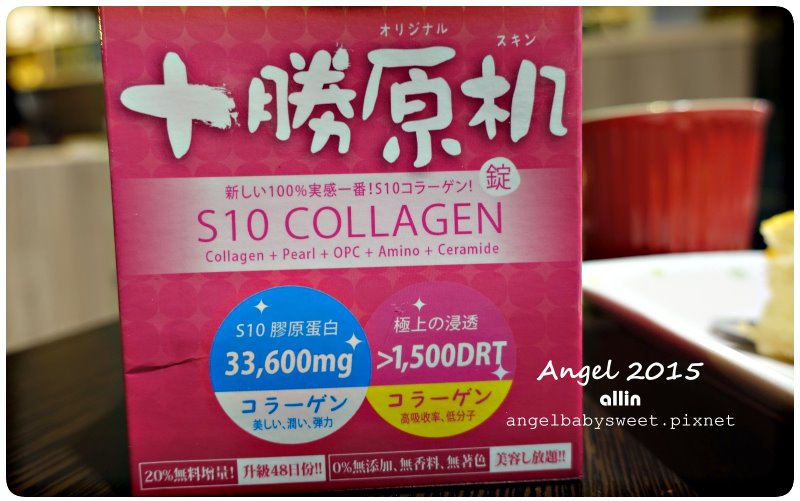 オリジナル
スキン
十勝原肌
錠
新しい100%実感一番!S10コラーゲン!
S10 COLLAGEN
Collagen + Pearl + OPC + Amino + Ceramide
S10 膠原蛋白
33,600mg
コラーゲン
美しい、潤い、弾力
極上の浸透
>1,500DRT
コラーゲン
高吸收率、低分子
20%無料增量!
升級48日份!!
0%無添加、無香料、無著色
美容し放題!!
Angel 2015
allin
angelbabysweet.pixnet